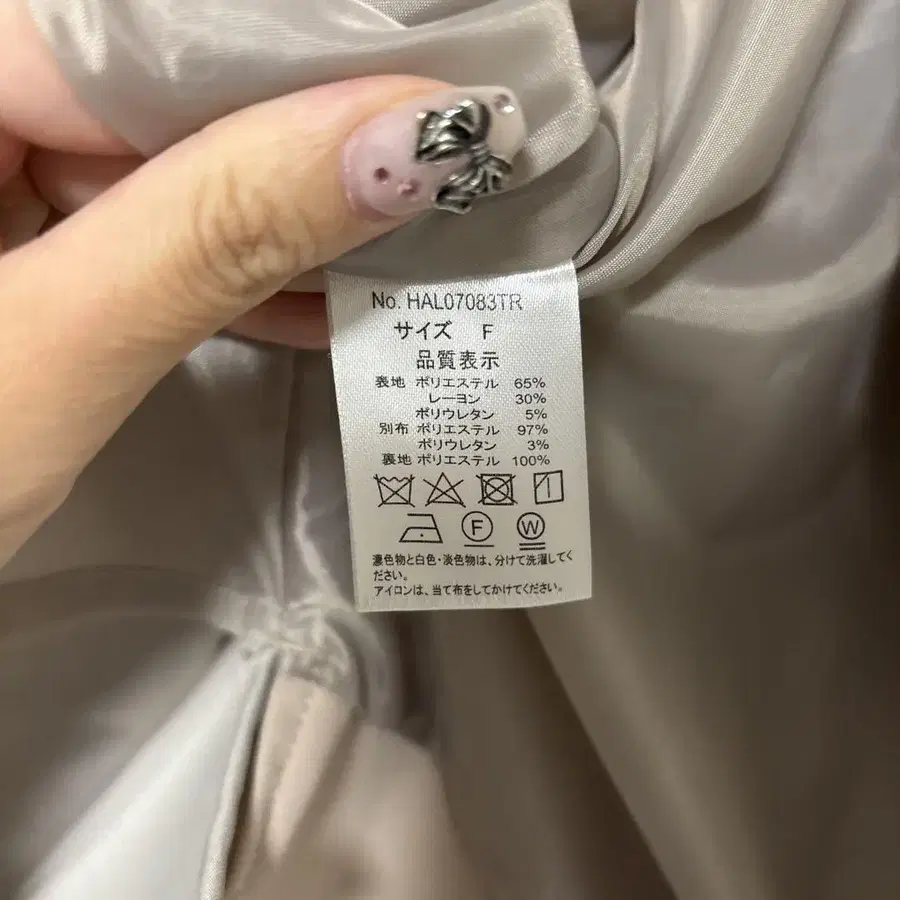 No. HAL07083TR
サイズ F
品質表示
表地 ポリエステル 65%
レーヨン 30%
ポリウレタン 5%
別布 ポリエステル 97%
ポリウレタン 3%
裏地 ポリエステル 100%
F W
濃色物と白色・淡色物は、分けて洗濯してく
ださい。
アイロンは、当て布をしてかけてください。